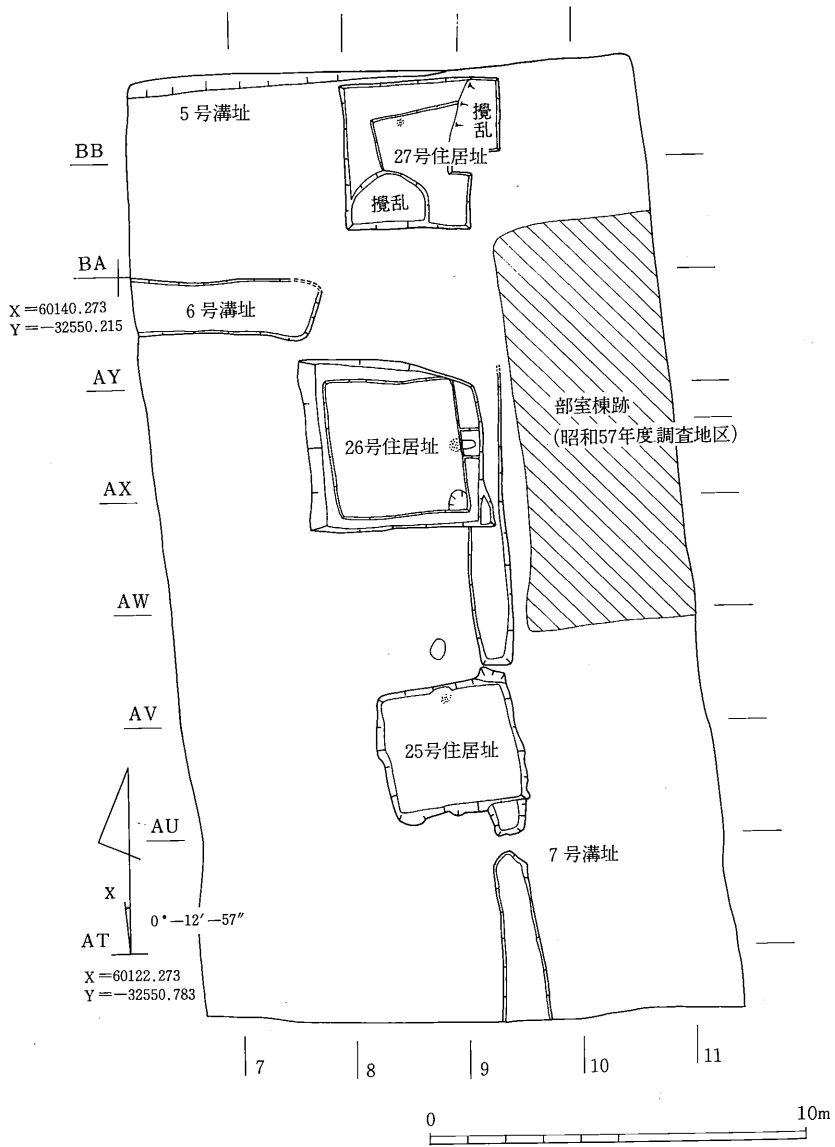 5号溝址
攪乱
BB
27号住居址
攪乱
BA
X=60140.273
Y=-32550.215
6号溝址
AY
部室棟跡
(昭和57年度調査地区)
26号住居址
AX
AW
AV
25号住居址
AU
7号溝址
X
0°-12′-57″
AT
X=60122.273
Y=-32550.783
7
8
9
10
11
0
10m